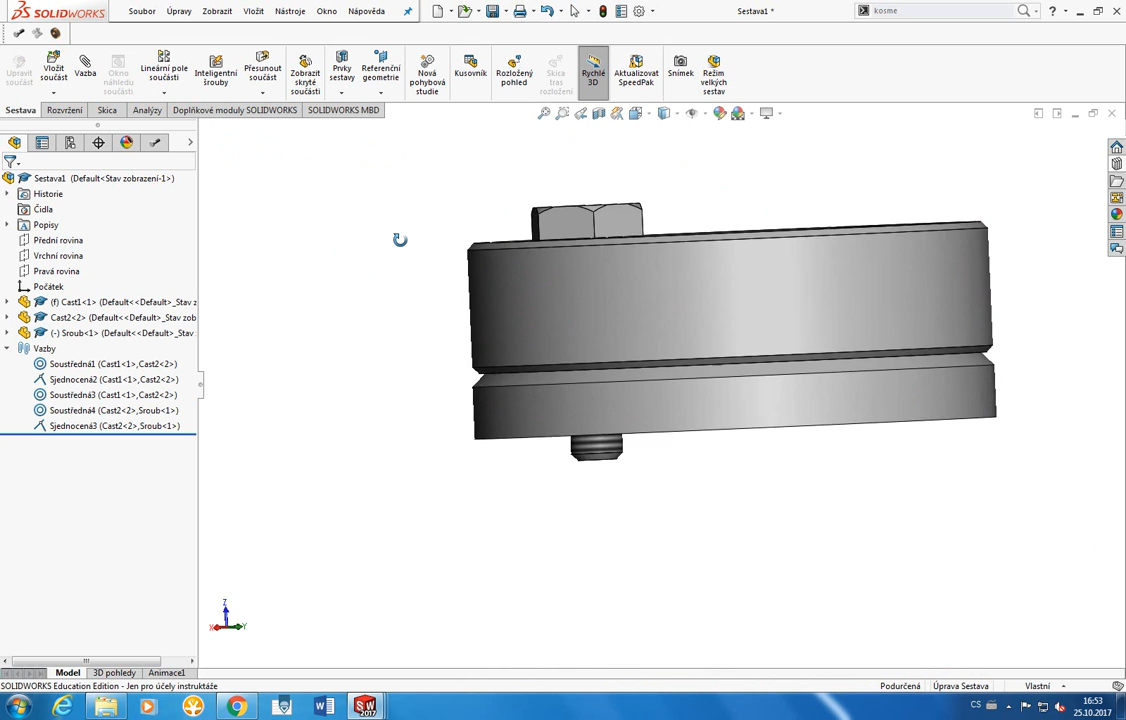 SOLIDWORKS
Soubor Úpravy Zobrazit Vložit Nástroje Okno Nápověda
Sestava1 *
kosme
Upravit součást
Vložit součást
Vazba
Okno náhledu součásti
Lineární pole součásti
Inteligentní šrouby
Přesunout součást
Zobrazit skryté součásti
Prvky sestavy
Referenční geometrie
Nová pohybová studie
Kusovník
Rozložený pohled
Skica tras rozložení
Rychlé 3D
Aktualizovat SpeedPak
Snímek
Režim velkých sestav
Sestava Rozvržení Skica Analýzy Doplňkové moduly SOLIDWORKS SOLIDWORKS MBD
Sestava1 (Default<Stav zobrazení-1>)
Historie
Čidla
Popisy
Přední rovina
Vrchní rovina
Pravá rovina
Počátek
(f) Cast1<1> (Default<<Default>_Stav z
Cast2<2> (Default<<Default>_Stav zob
(-) Sroub<1> (Default<<Default>_Stav
Vazby
Soustředná1 (Cast1<1>,Cast2<2>)
Sjednocená2 (Cast1<1>,Cast2<2>)
Soustředná3 (Cast1<1>,Cast2<2>)
Soustředná4 (Cast2<2>,Sroub<1>)
Sjednocená3 (Cast2<2>,Sroub<1>)
Z
X Y
Model 3D pohledy Animace1
SOLIDWORKS Education Edition - Jen pro účely instruktáže
Podurčená Úprava Sestava Vlastní
CS
16:53
25.10.2017